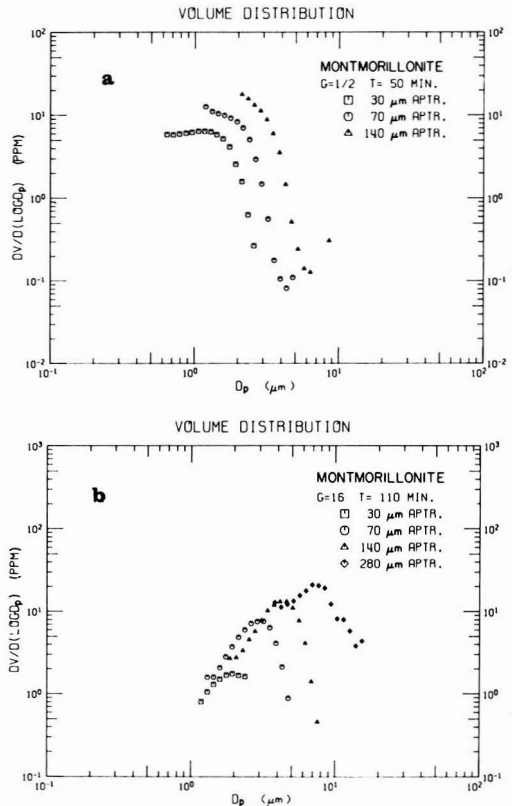 VOLUME DISTRIBUTION
a
MONTMORILLONITE
G=1/2 T= 50 MIN.
30 μm APTR.
70 μm APTR.
140 μm APTR.
DV/D(LOGDp) (PPM)
10²
10¹
10⁰
10⁻¹
10⁻²
10²
10¹
10⁰
10⁻¹
10⁻²
10⁻¹ 10⁰ 10¹ 10²
Dp (μm)
VOLUME DISTRIBUTION
b
MONTMORILLONITE
G=16 T= 110 MIN.
30 μm APTR.
70 μm APTR.
140 μm APTR.
280 μm APTR.
DV/D(LOGDp) (PPM)
10³
10²
10¹
10⁰
10⁻¹
10³
10²
10¹
10⁰
10⁻¹
10⁻¹ 10⁰ 10¹ 10²
Dp (μm)